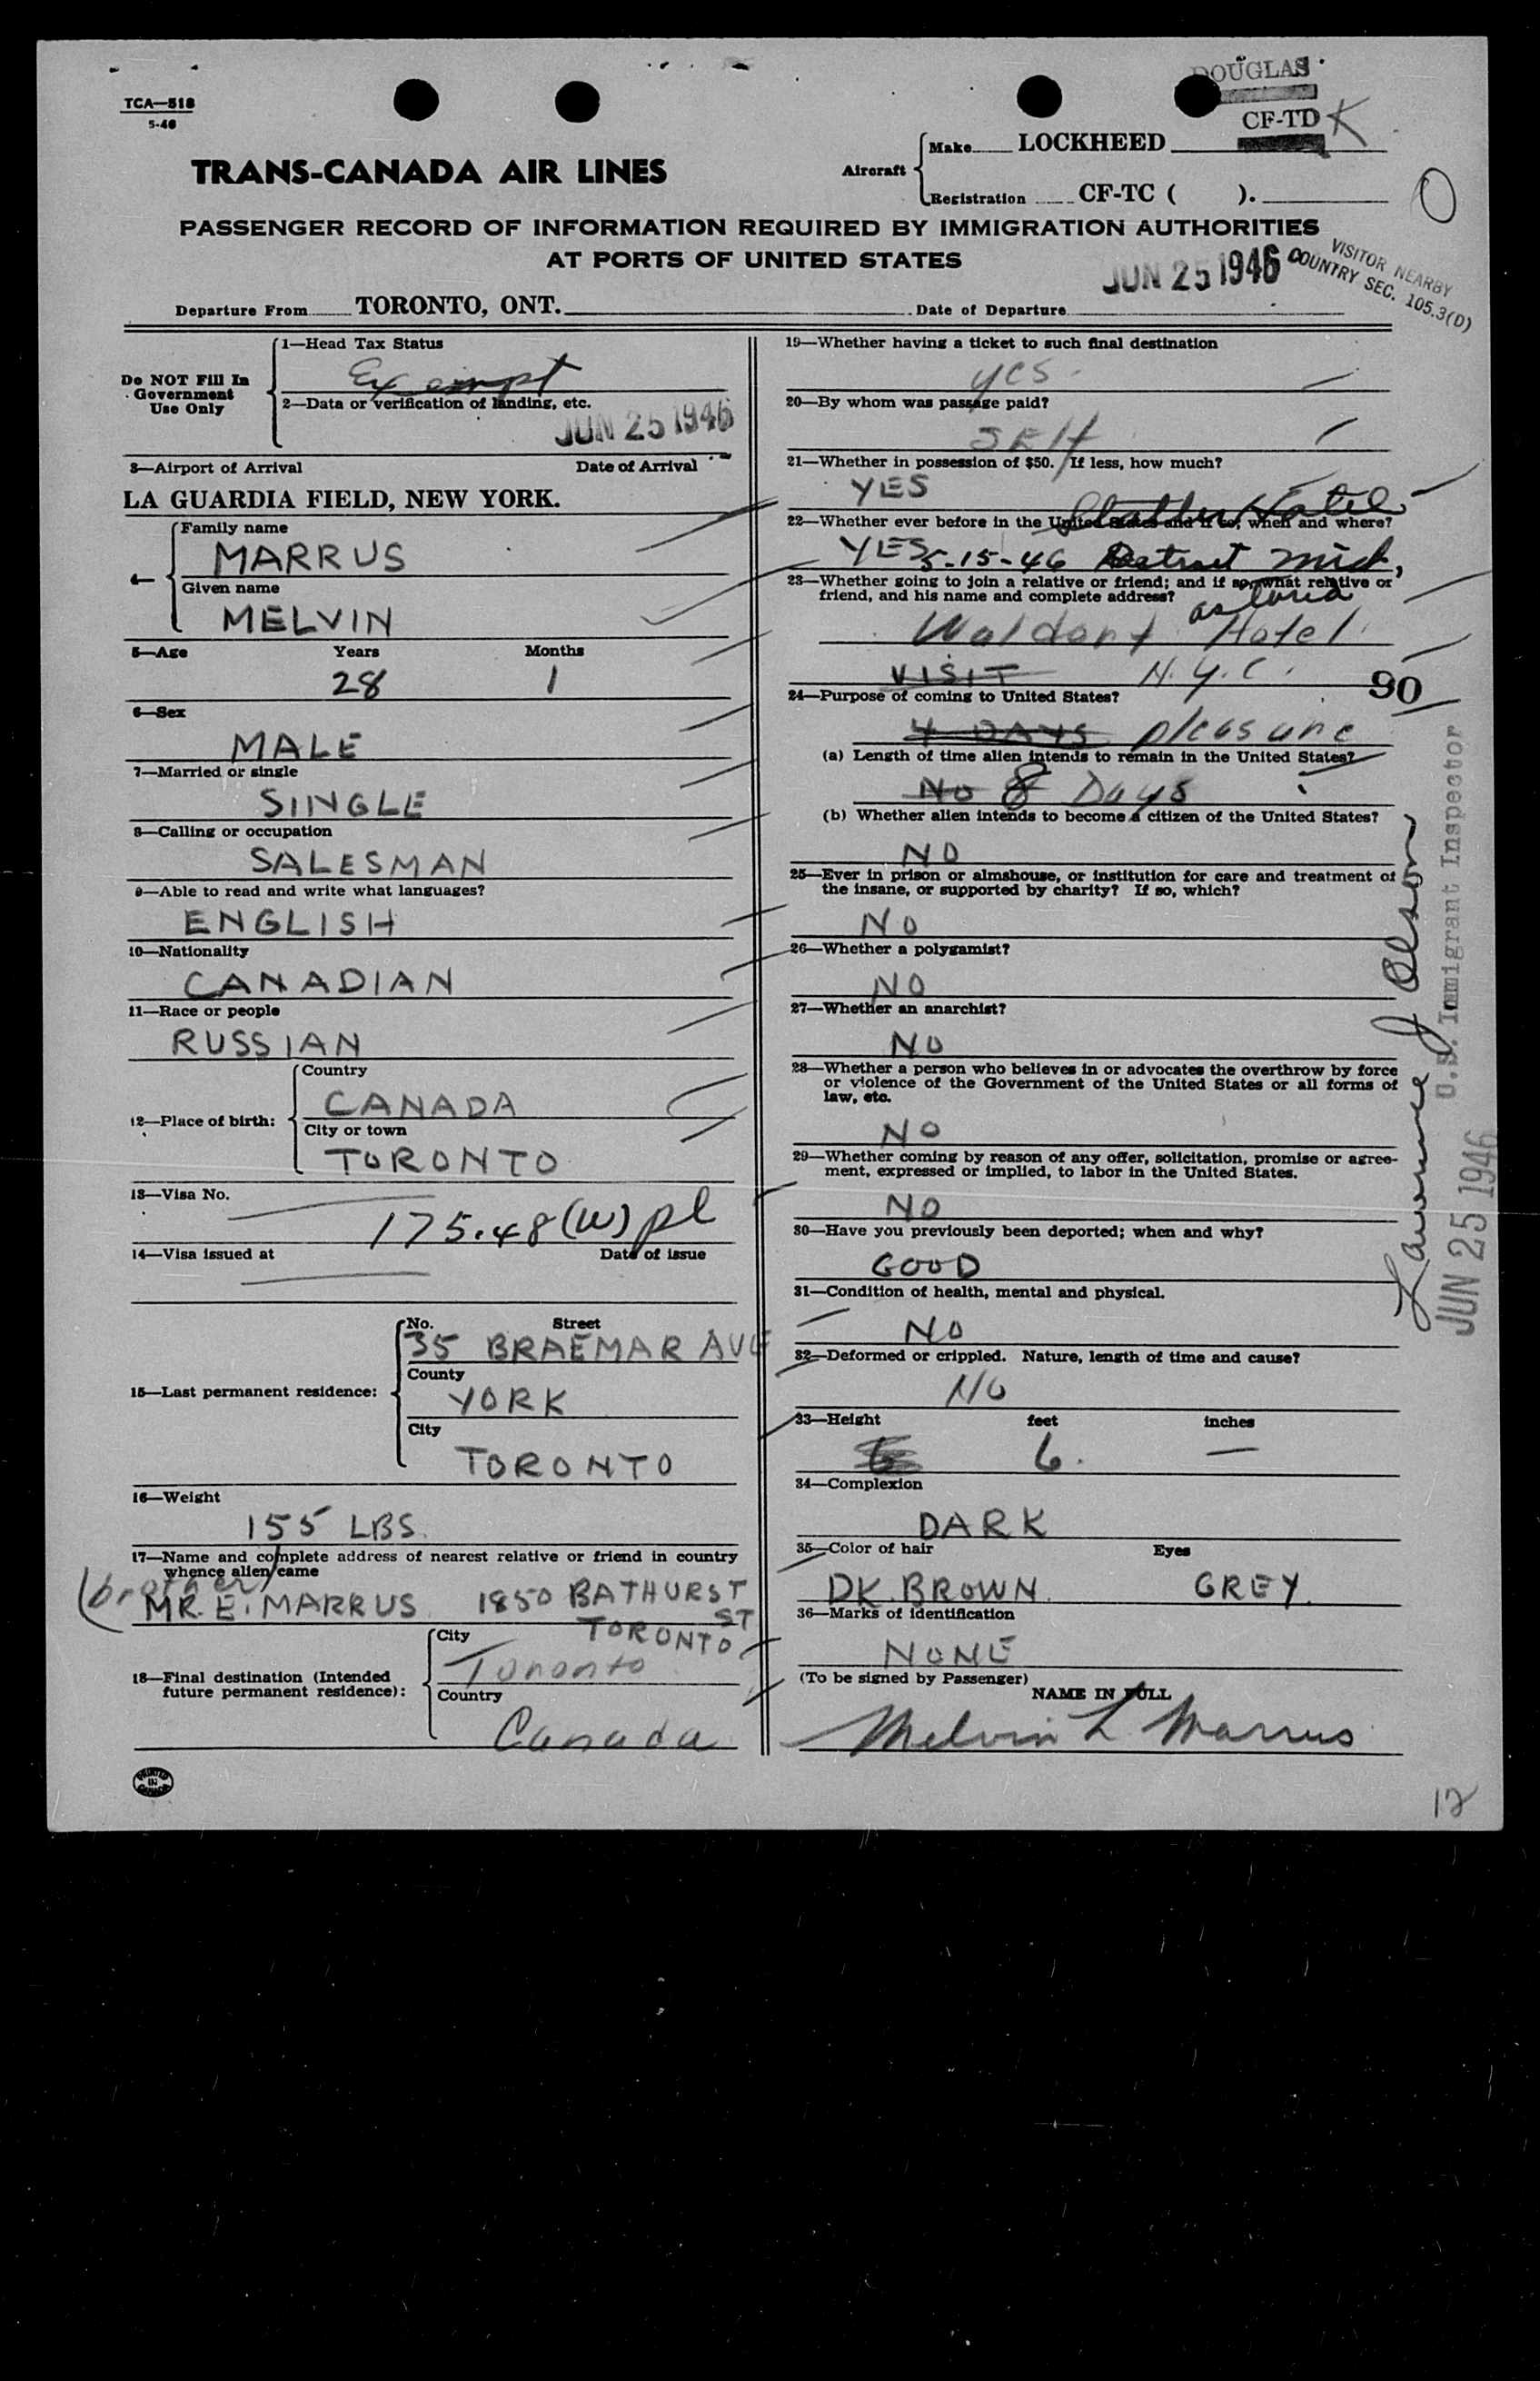 TCA—518
5-46
DOUGLAS
CF-TD K
TRANS-CANADA AIR LINES
Aircraft
Make LOCKHEED
Registration CF-TC ( ).
O
PASSENGER RECORD OF INFORMATION REQUIRED BY IMMIGRATION AUTHORITIES
AT PORTS OF UNITED STATES
JUN 25 1946
VISITOR NEARBY
COUNTRY SEC. 105.3(D)
Departure From TORONTO, ONT. Date of Departure
Do NOT Fill In
Government
Use Only
1—Head Tax Status
Exempt
2—Data or verification of landing, etc.
JUN 25 1946
3—Airport of Arrival Date of Arrival
LA GUARDIA FIELD, NEW YORK.
4—
Family name
MARRUS
Given name
MELVIN
5—Age Years Months
28 1
6—Sex
MALE
7—Married or single
SINGLE
8—Calling or occupation
SALESMAN
9—Able to read and write what languages?
ENGLISH
10—Nationality
CANADIAN
11—Race or people
RUSSIAN
12—Place of birth:
Country
CANADA
City or town
TORONTO
13—Visa No.
175.48(w) pl
14—Visa issued at Date of issue
15—Last permanent residence:
No. Street
35 BRAEMAR AVE
County
YORK
City
TORONTO
16—Weight
155 LBS.
17—Name and complete address of nearest relative or friend in country
whence alien came
(brother)
MR. E. MARRUS 1850 BATHURST
ST
TORONTO
18—Final destination (Intended
future permanent residence):
City
Toronto
Country
Canada
PRINTED
IN
CANADA
19—Whether having a ticket to such final destination
yes.
20—By whom was passage paid?
SElf
21—Whether in possession of $50. If less, how much?
YES
Statler Hotel
22—Whether ever before in the United States and if so, when and where?
YES 5-15-46 Detroit Mich,
23—Whether going to join a relative or friend; and if so, what relative or
friend, and his name and complete address?
astoria
Waldorf Hotel
VISIT N.Y.C.
90
24—Purpose of coming to United States?
4 DAYS pleasure
(a) Length of time alien intends to remain in the United States?
No 8 Days
(b) Whether alien intends to become a citizen of the United States?
NO
25—Ever in prison or almshouse, or institution for care and treatment of
the insane, or supported by charity? If so, which?
NO
26—Whether a polygamist?
NO
27—Whether an anarchist?
NO
28—Whether a person who believes in or advocates the overthrow by force
or violence of the Government of the United States or all forms of
law, etc.
NO
29—Whether coming by reason of any offer, solicitation, promise or agree-
ment, expressed or implied, to labor in the United States.
NO
30—Have you previously been deported; when and why?
GOOD
31—Condition of health, mental and physical.
NO
32—Deformed or crippled. Nature, length of time and cause?
NO
33—Height feet inches
6. —
34—Complexion
DARK
35—Color of hair Eyes
DK. BROWN. GREY.
36—Marks of identification
NONE
(To be signed by Passenger)
NAME IN FULL
Melvin L Marrus
Lawrence J Olson
U.S. Immigrant Inspector
JUN 25 1946
12